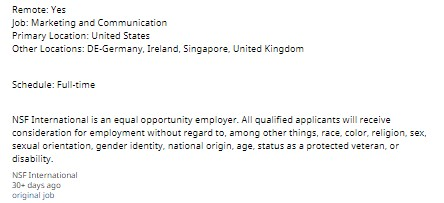 Remote: Yes
Job: Marketing and Communication
Primary Location: United States
Other Locations: DE-Germany, Ireland, Singapore, United Kingdom
Schedule: Full-time
NSF International is an equal opportunity employer. All qualified applicants will receive
consideration for employment without regard to, among other things, race, color, religion, sex,
sexual orientation, gender identity, national origin, age, status as a protected veteran, or
disability.
NSF International
30+ days ago
original job